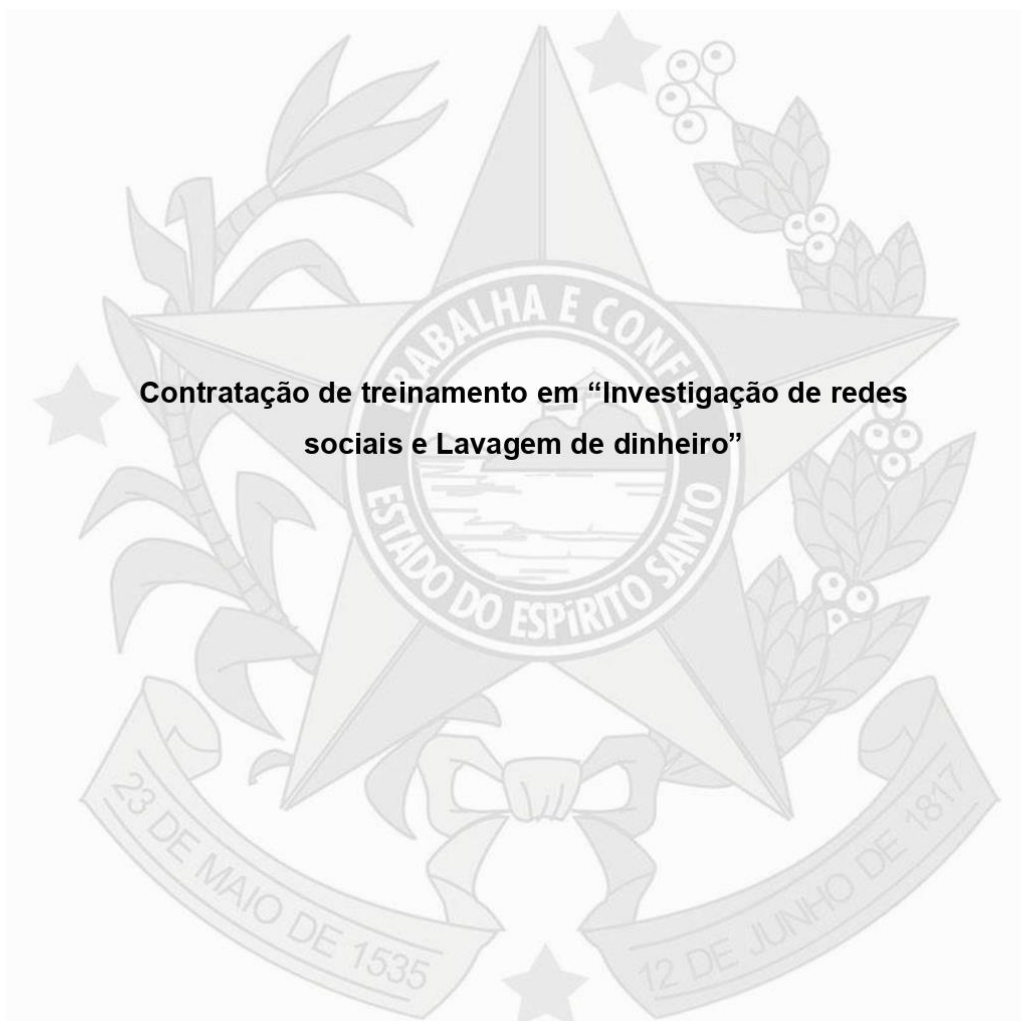 TRABALHA E CONFIA
Contratação de treinamento em “Investigação de redes
sociais e Lavagem de dinheiro”
ESTADO DO ESPÍRITO SANTO
23 DE MAIO DE 1535
12 DE JUNHO DE 1817